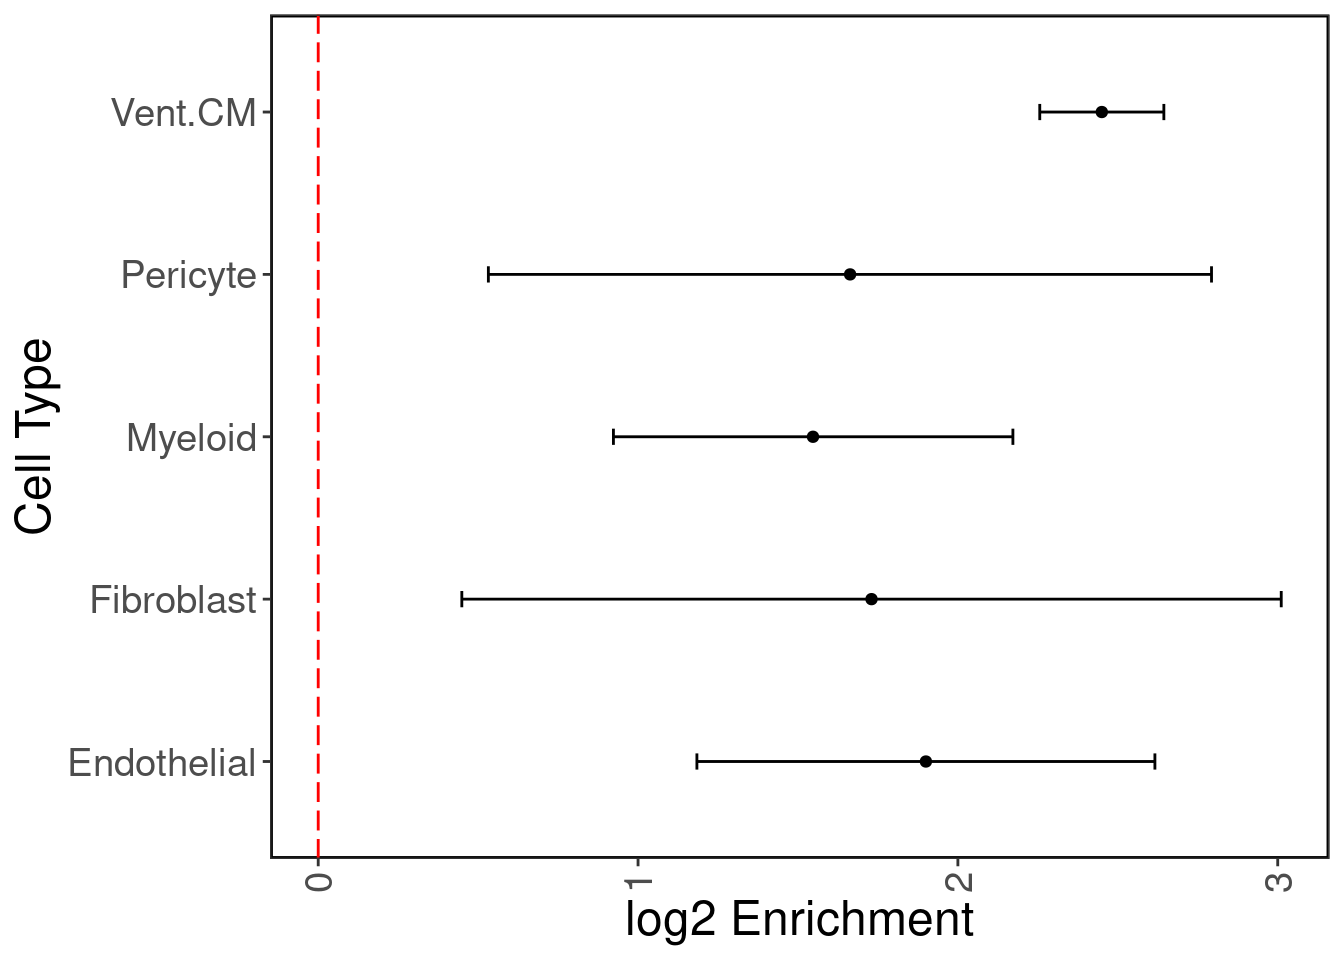 Cell Type
Vent.CM
Pericyte
Myeloid
Fibroblast
Endothelial
0 1 2 3
log2 Enrichment